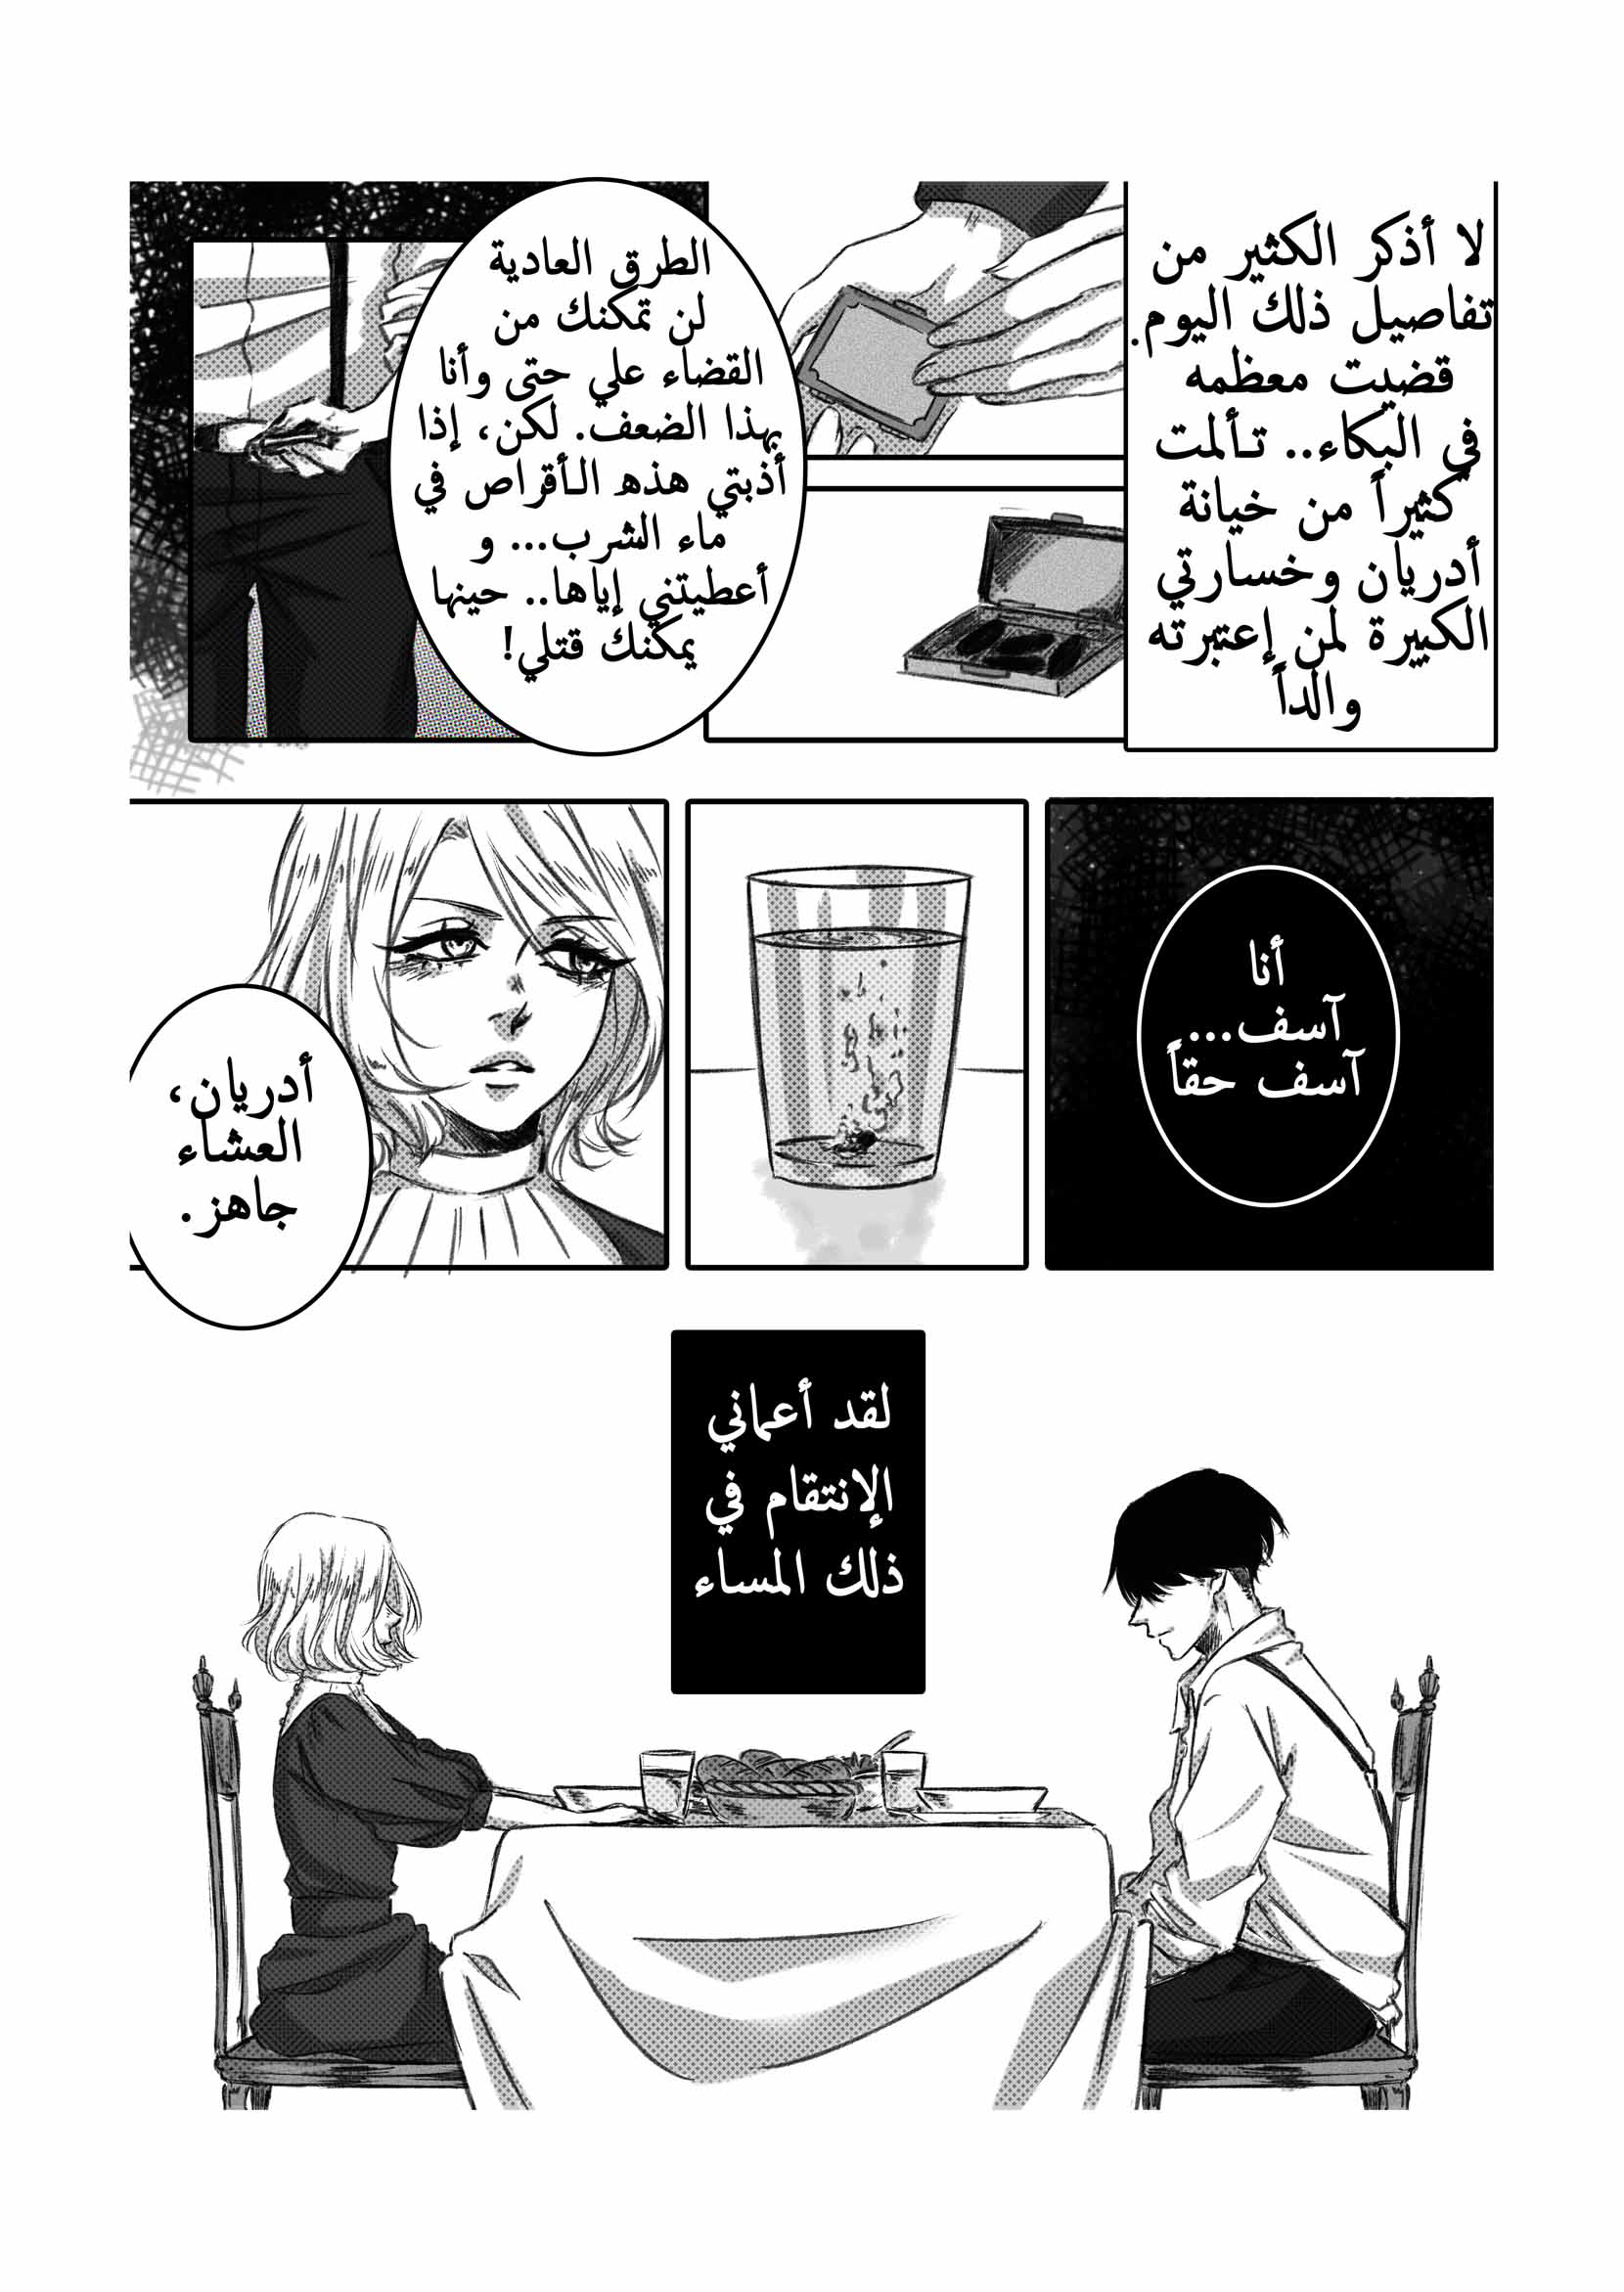 لا أذكر الكثير من
تفاصيل ذلك اليوم.
قضيت معظمه
في البكاء.. تـألمت
كثيراً من خيانة
أدريان وخسارتي
الكبيرة لمن إعتبرته
والداً
الطرق العادية
لن تمكنك من
القضاء علي حتى وأنا
بهذا الضعف. لكن، إذا
أذبتي هذه الـأقراص في
ماء الشرب... و
أعطيتني إياها.. حينها
يمكنك قتلي!
أنا
آسف...
آسف حقاً
أدريان،
العشاء
جاهز.
لقد أعماني
الإنتقام في
ذلك المساء